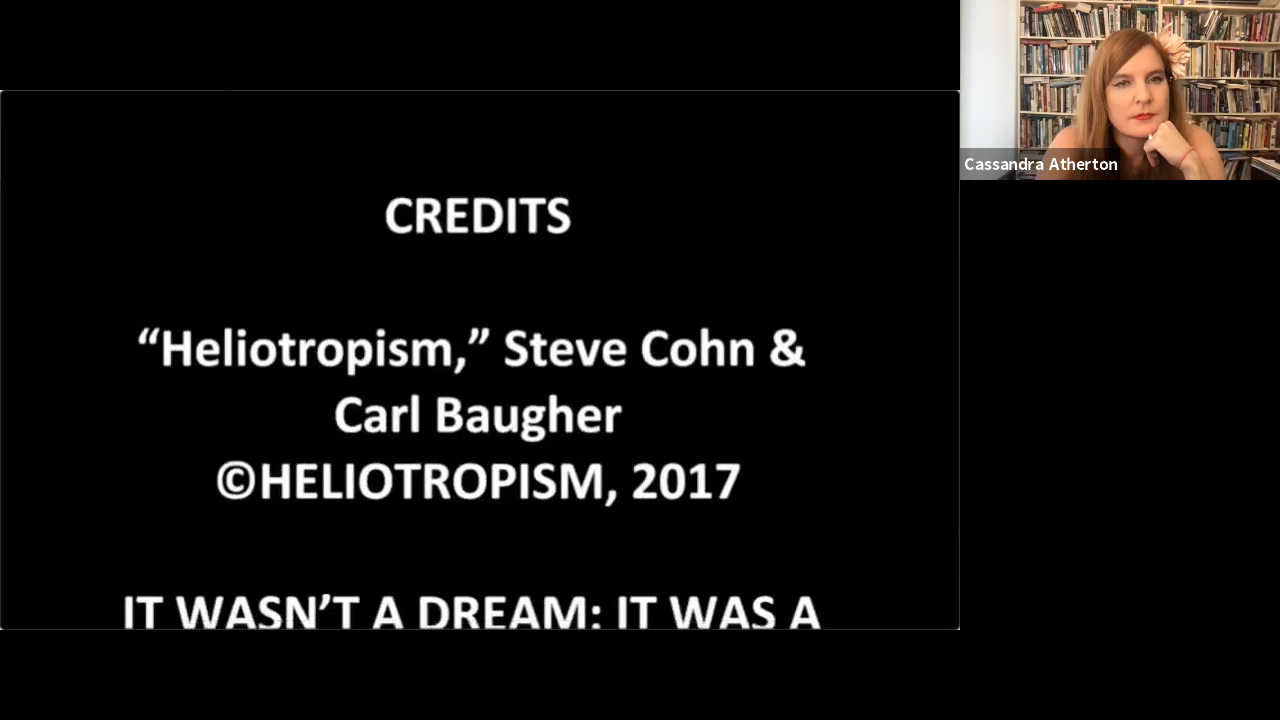 CREDITS
“Heliotropism,” Steve Cohn &
Carl Baugher
©HELIOTROPISM, 2017
IT WASN’T A DREAM: IT WAS A
Cassandra Atherton